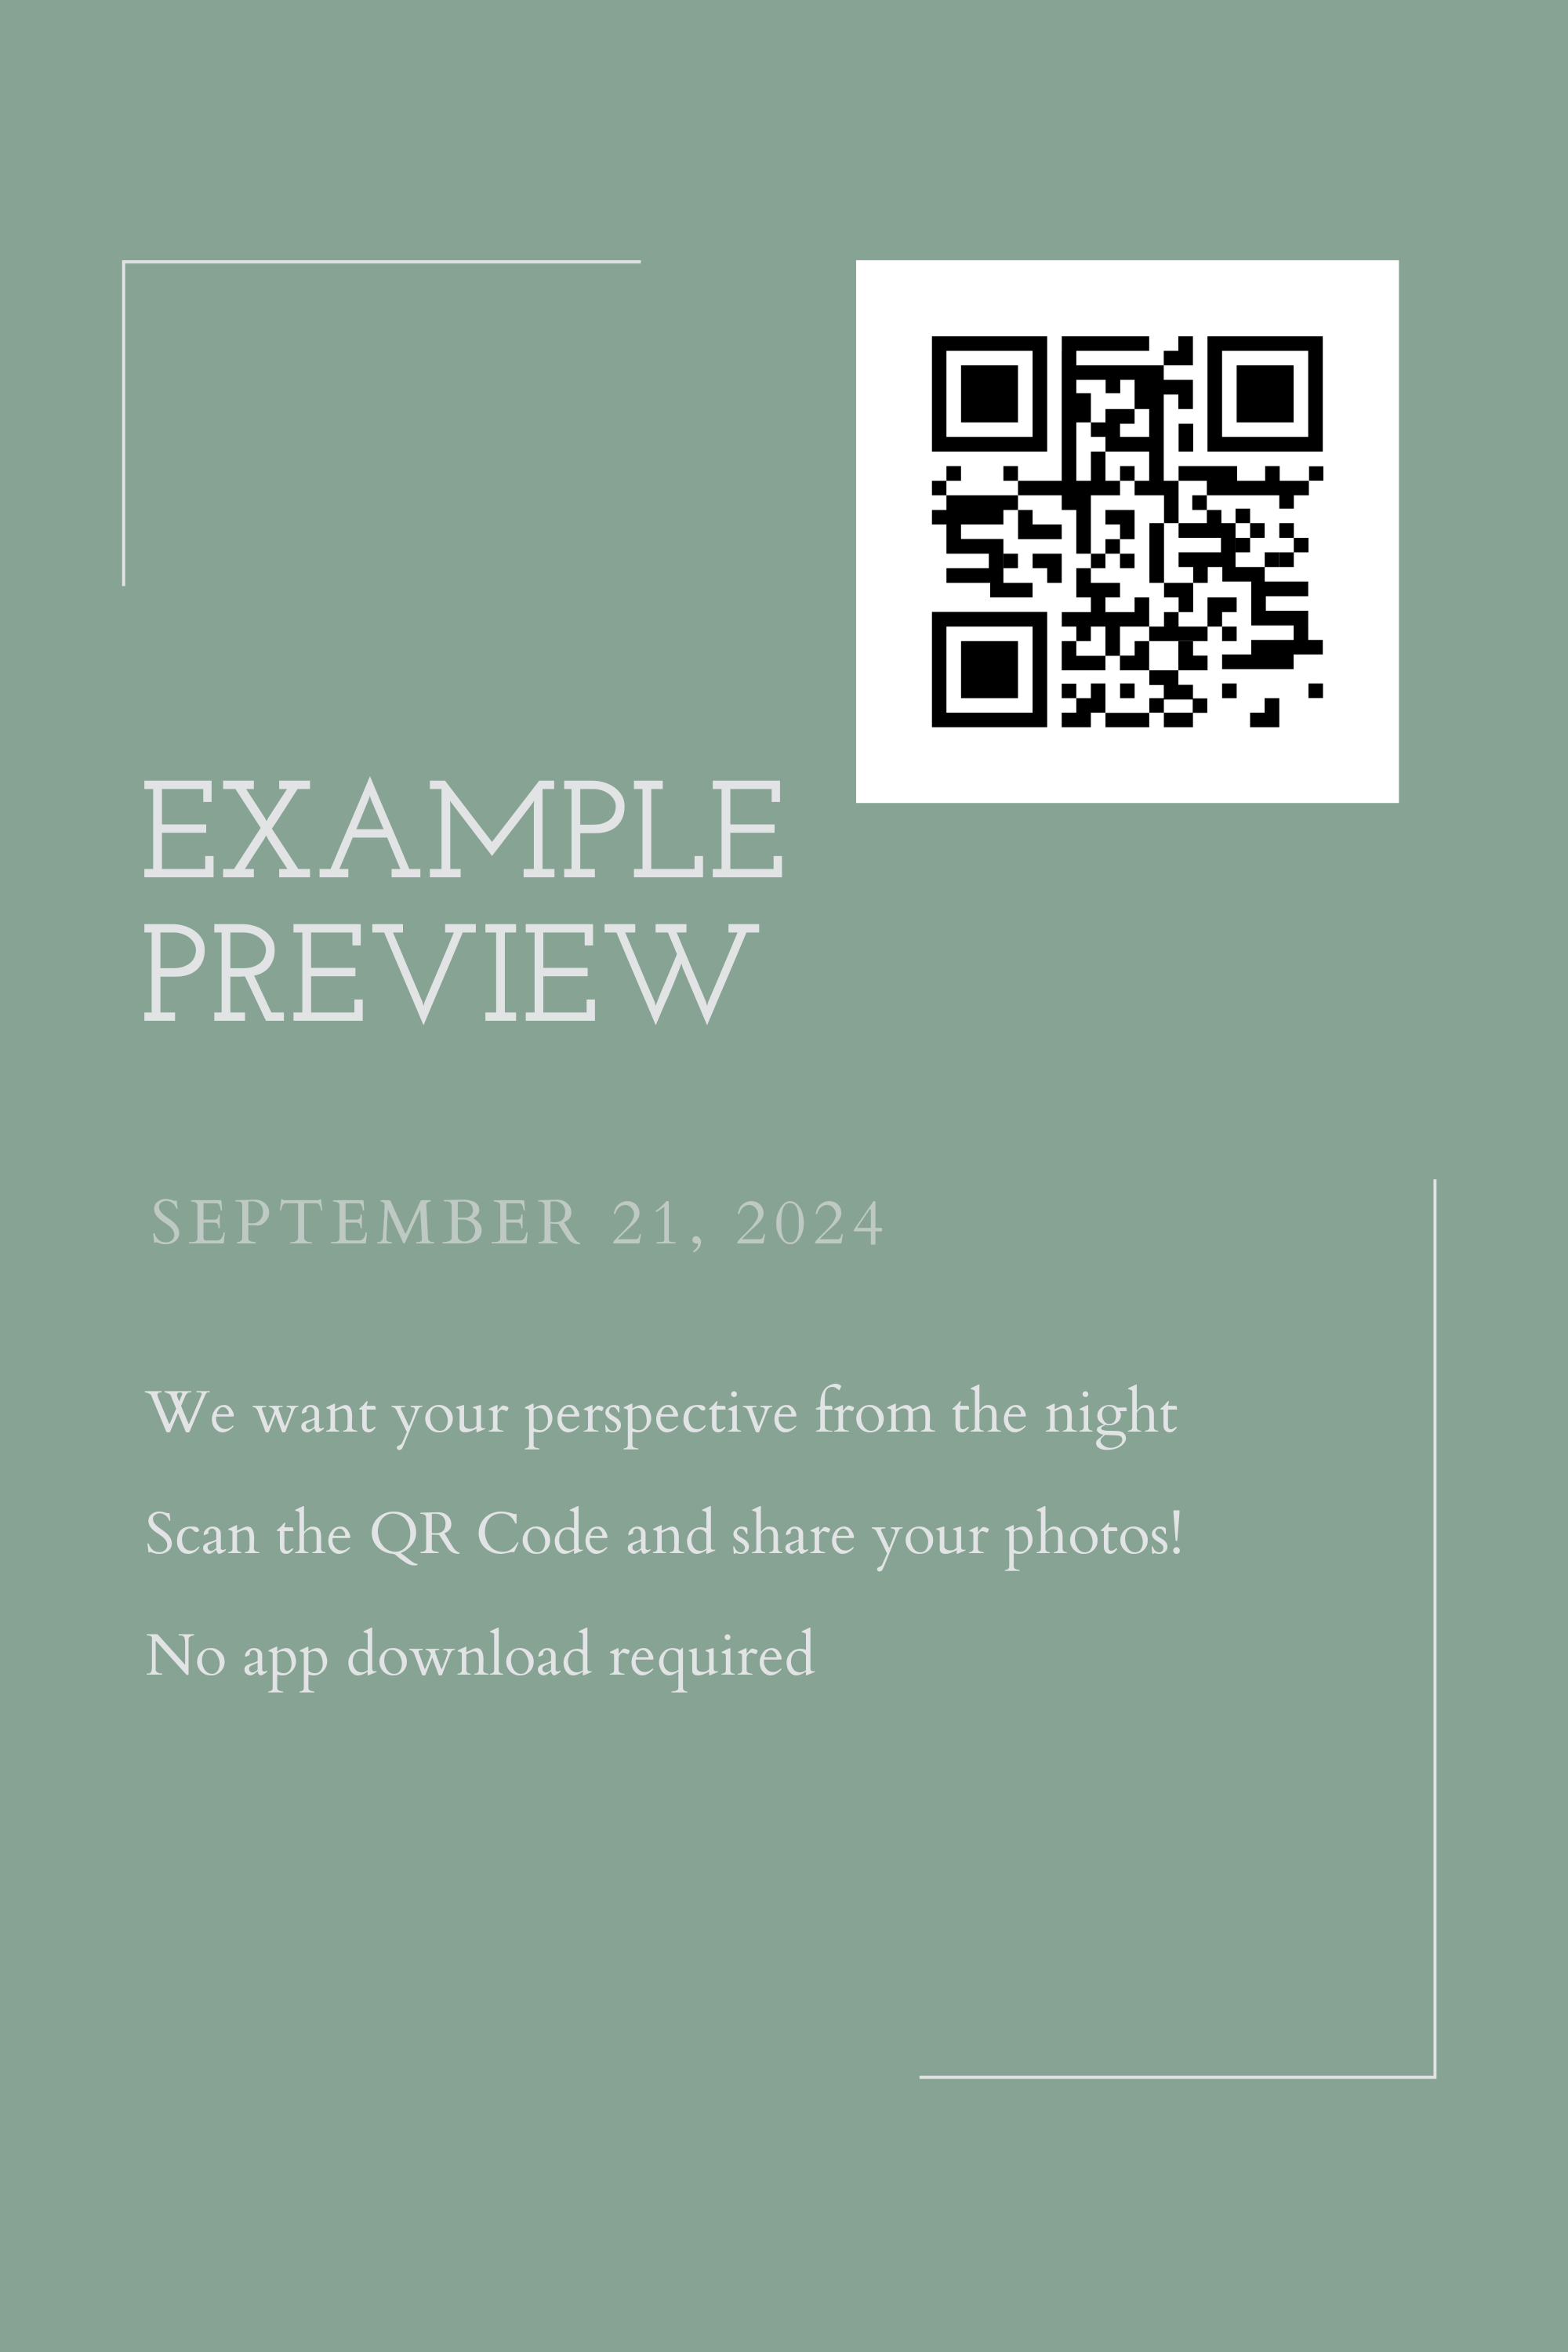 EXAMPLE
PREVIEW
SEPTEMBER 21, 2024
We want your perspective from the night
Scan the QR Code and share your photos!
No app download required